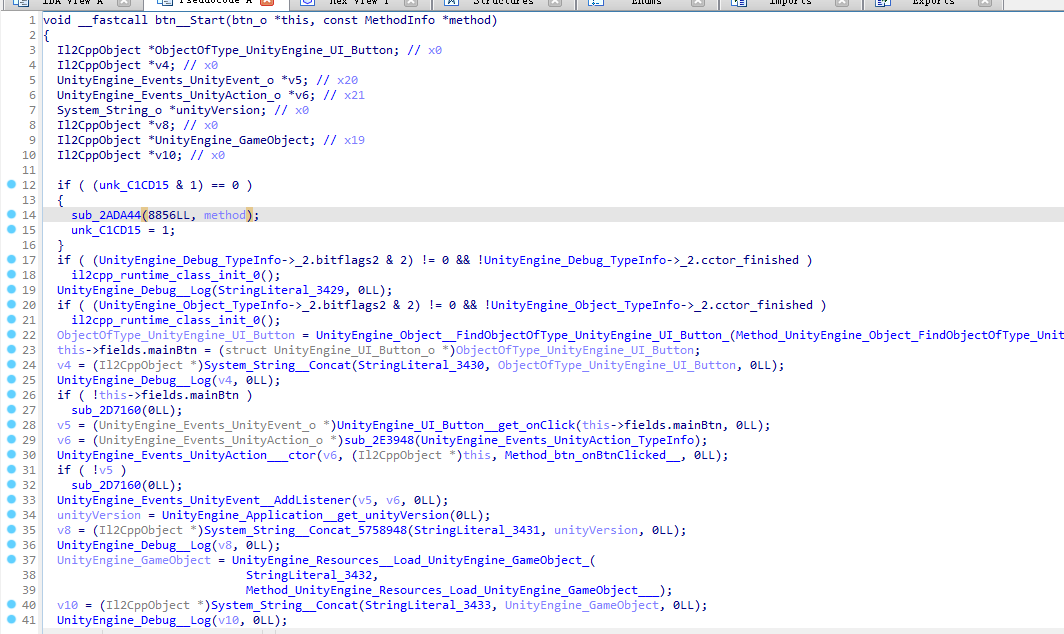 IDA View-A Pseudocode-A Hex View-1 Structures Enums Imports Exports
1 void __fastcall btn__Start(btn_o *this, const MethodInfo *method)
2 {
3 Il2CppObject *ObjectOfType_UnityEngine_UI_Button; // x0
4 Il2CppObject *v4; // x0
5 UnityEngine_Events_UnityEvent_o *v5; // x20
6 UnityEngine_Events_UnityAction_o *v6; // x21
7 System_String_o *unityVersion; // x0
8 Il2CppObject *v8; // x0
9 Il2CppObject *UnityEngine_GameObject; // x19
10 Il2CppObject *v10; // x0
11
12 if ( (unk_C1CD15 & 1) == 0 )
13 {
14 sub_2ADA44(8856LL, method);
15 unk_C1CD15 = 1;
16 }
17 if ( (UnityEngine_Debug_TypeInfo->_2.bitflags2 & 2) != 0 && !UnityEngine_Debug_TypeInfo->_2.cctor_finished )
18 il2cpp_runtime_class_init_0();
19 UnityEngine_Debug__Log(StringLiteral_3429, 0LL);
20 if ( (UnityEngine_Object_TypeInfo->_2.bitflags2 & 2) != 0 && !UnityEngine_Object_TypeInfo->_2.cctor_finished )
21 il2cpp_runtime_class_init_0();
22 ObjectOfType_UnityEngine_UI_Button = UnityEngine_Object__FindObjectOfType_UnityEngine_UI_Button_(Method_UnityEngine_Object_FindObjectOfType_Unit
23 this->fields.mainBtn = (struct UnityEngine_UI_Button_o *)ObjectOfType_UnityEngine_UI_Button;
24 v4 = (Il2CppObject *)System_String__Concat(StringLiteral_3430, ObjectOfType_UnityEngine_UI_Button, 0LL);
25 UnityEngine_Debug__Log(v4, 0LL);
26 if ( !this->fields.mainBtn )
27 sub_2D7160(0LL);
28 v5 = (UnityEngine_Events_UnityEvent_o *)UnityEngine_UI_Button__get_onClick(this->fields.mainBtn, 0LL);
29 v6 = (UnityEngine_Events_UnityAction_o *)sub_2E3948(UnityEngine_Events_UnityAction_TypeInfo);
30 UnityEngine_Events_UnityAction___ctor(v6, (Il2CppObject *)this, Method_btn_onBtnClicked__, 0LL);
31 if ( !v5 )
32 sub_2D7160(0LL);
33 UnityEngine_Events_UnityEvent__AddListener(v5, v6, 0LL);
34 unityVersion = UnityEngine_Application__get_unityVersion(0LL);
35 v8 = (Il2CppObject *)System_String__Concat_5758948(StringLiteral_3431, unityVersion, 0LL);
36 UnityEngine_Debug__Log(v8, 0LL);
37 UnityEngine_GameObject = UnityEngine_Resources__Load_UnityEngine_GameObject_(
38 StringLiteral_3432,
39 Method_UnityEngine_Resources_Load_UnityEngine_GameObject___);
40 v10 = (Il2CppObject *)System_String__Concat(StringLiteral_3433, UnityEngine_GameObject, 0LL);
41 UnityEngine_Debug__Log(v10, 0LL);